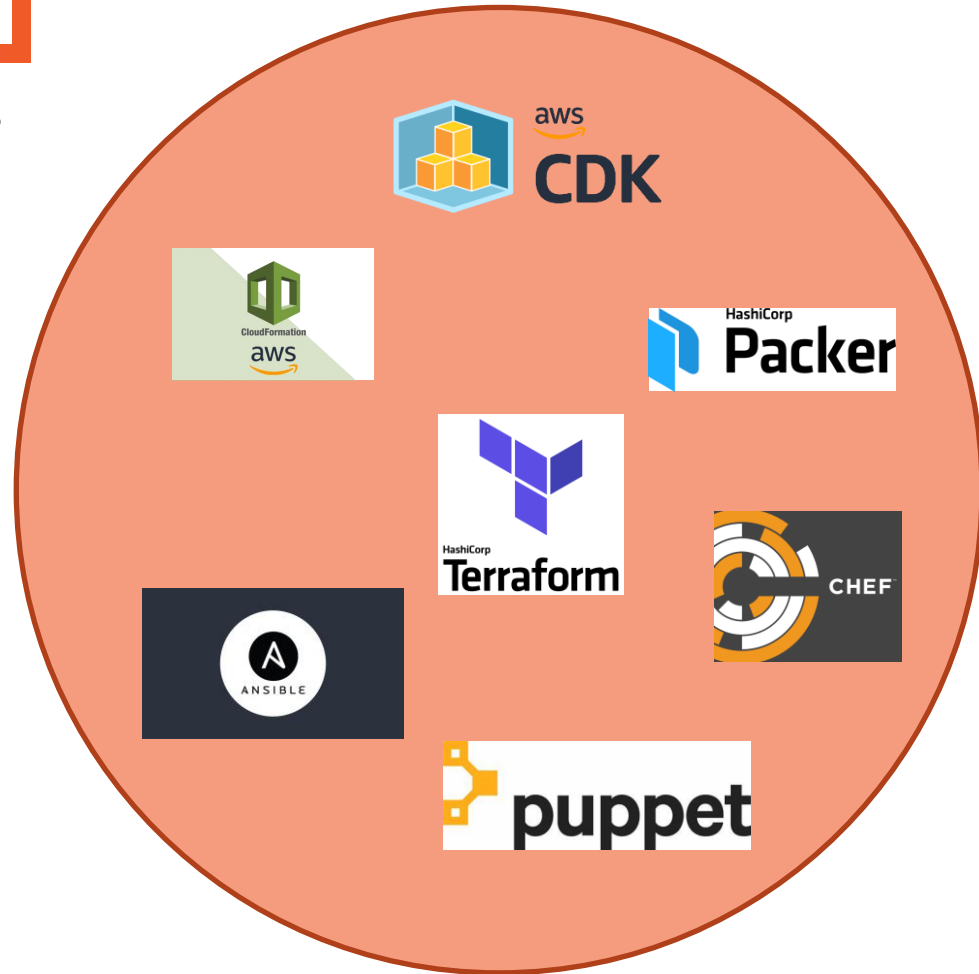 aws
CDK
CloudFormation
aws
HashiCorp
Packer
HashiCorp
Terraform
CHEF
ANSIBLE
puppet